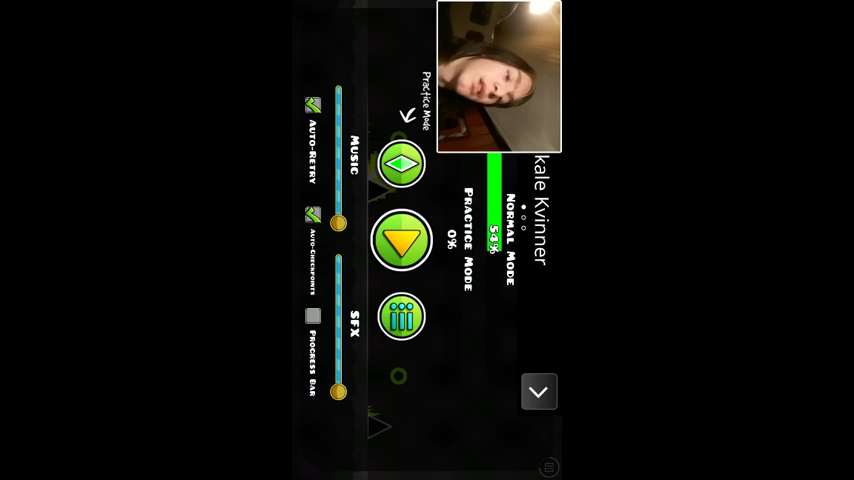 kale Kvinner
Normal Mode
54%
Practice Mode
0%
Practice Mode
Music
SFX
Auto-Retry
Auto-Checkpoints
Progress Bar